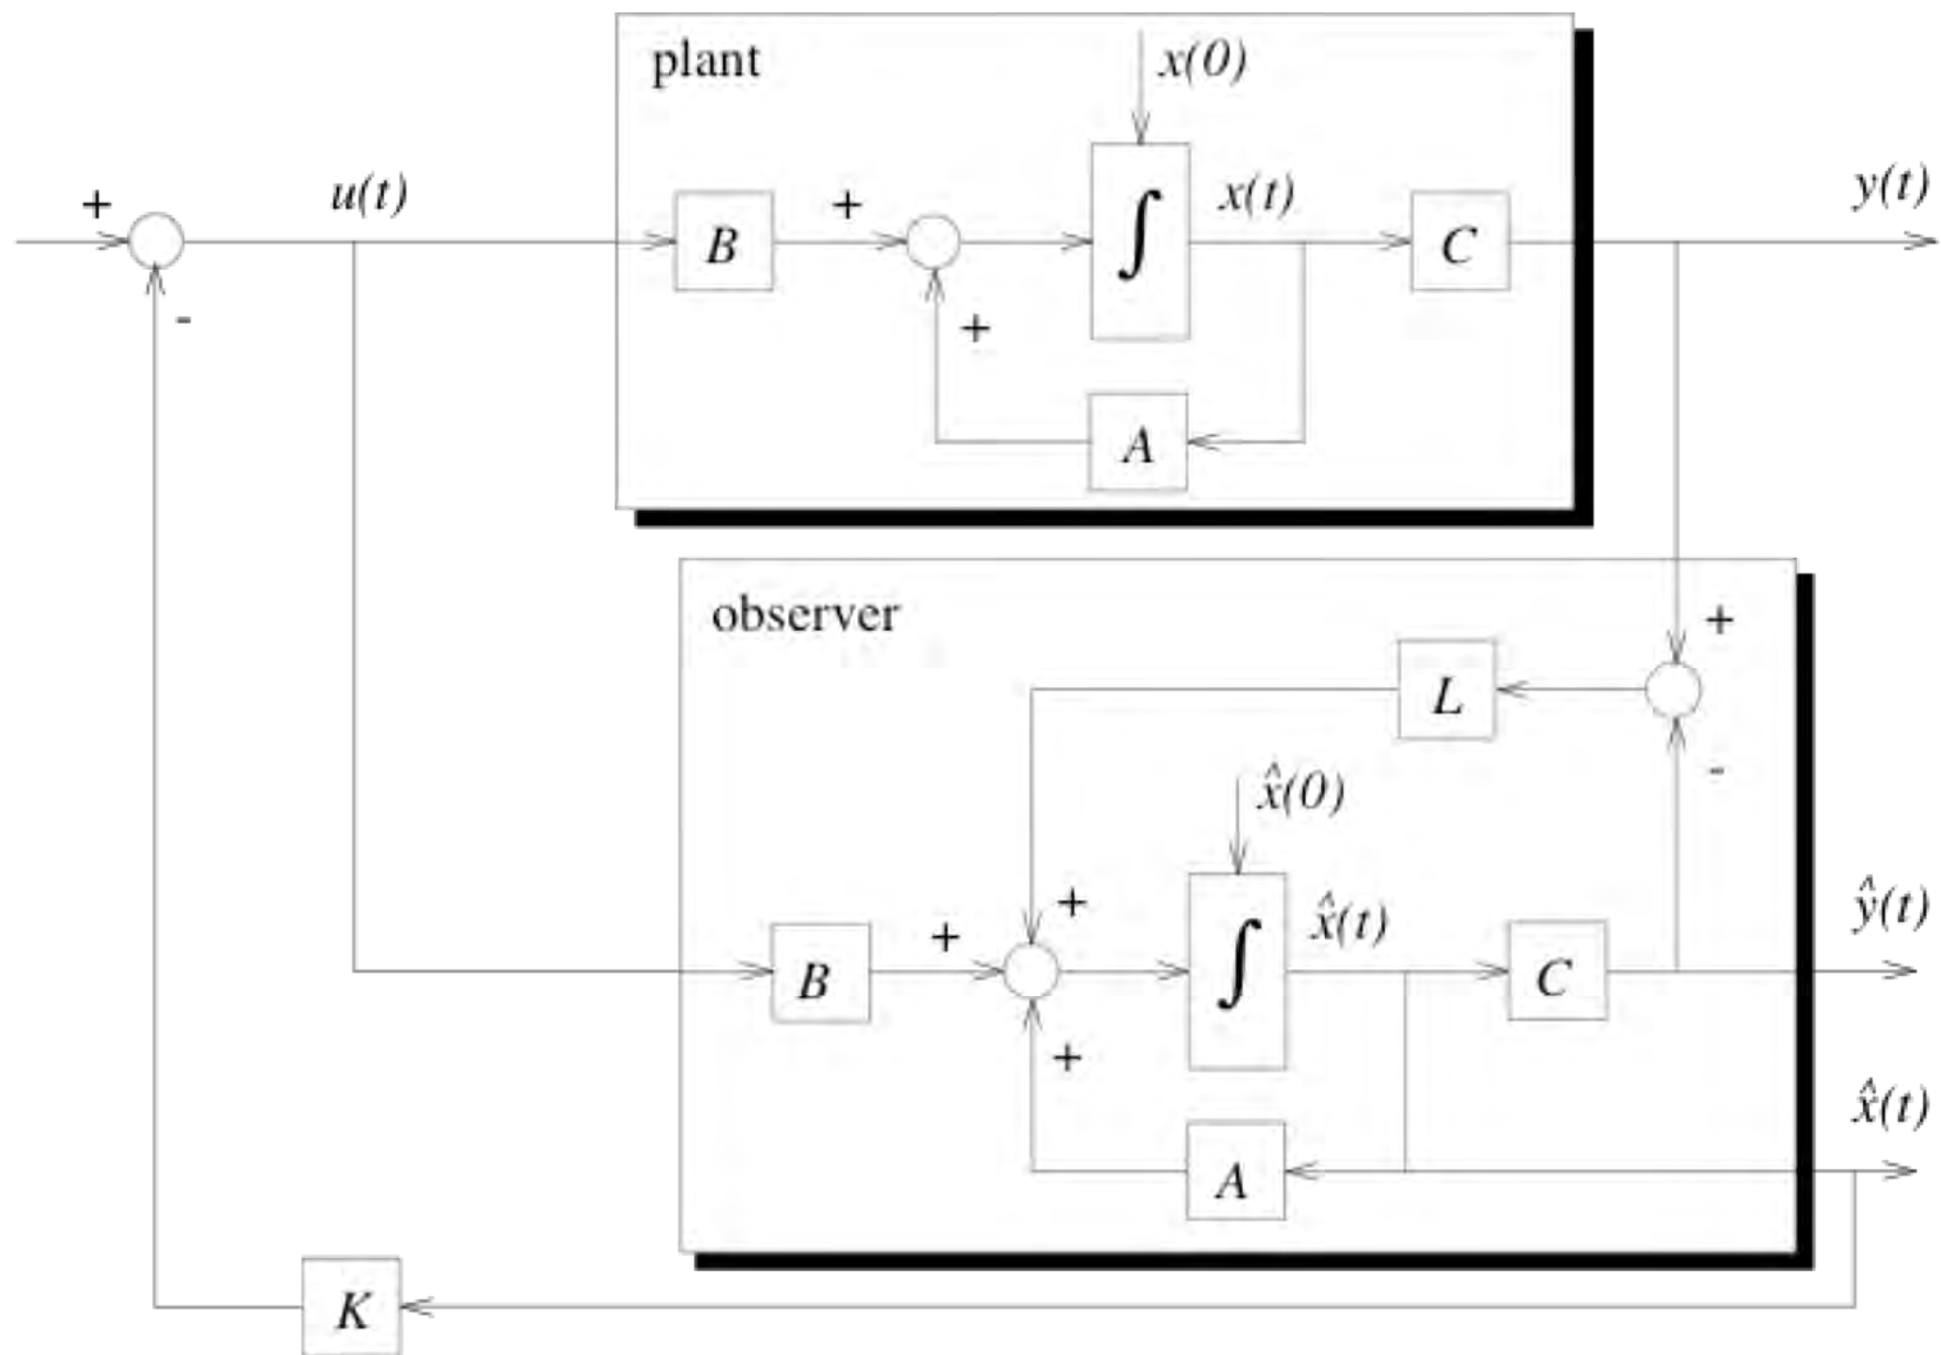 plant
x(0)
+ u(t) B + ∫ x(t) C y(t)
- +
A
observer
+
L
-
x̂(0)
+
+ x̂(t) ŷ(t)
B ∫ C
+
x̂(t)
A
K